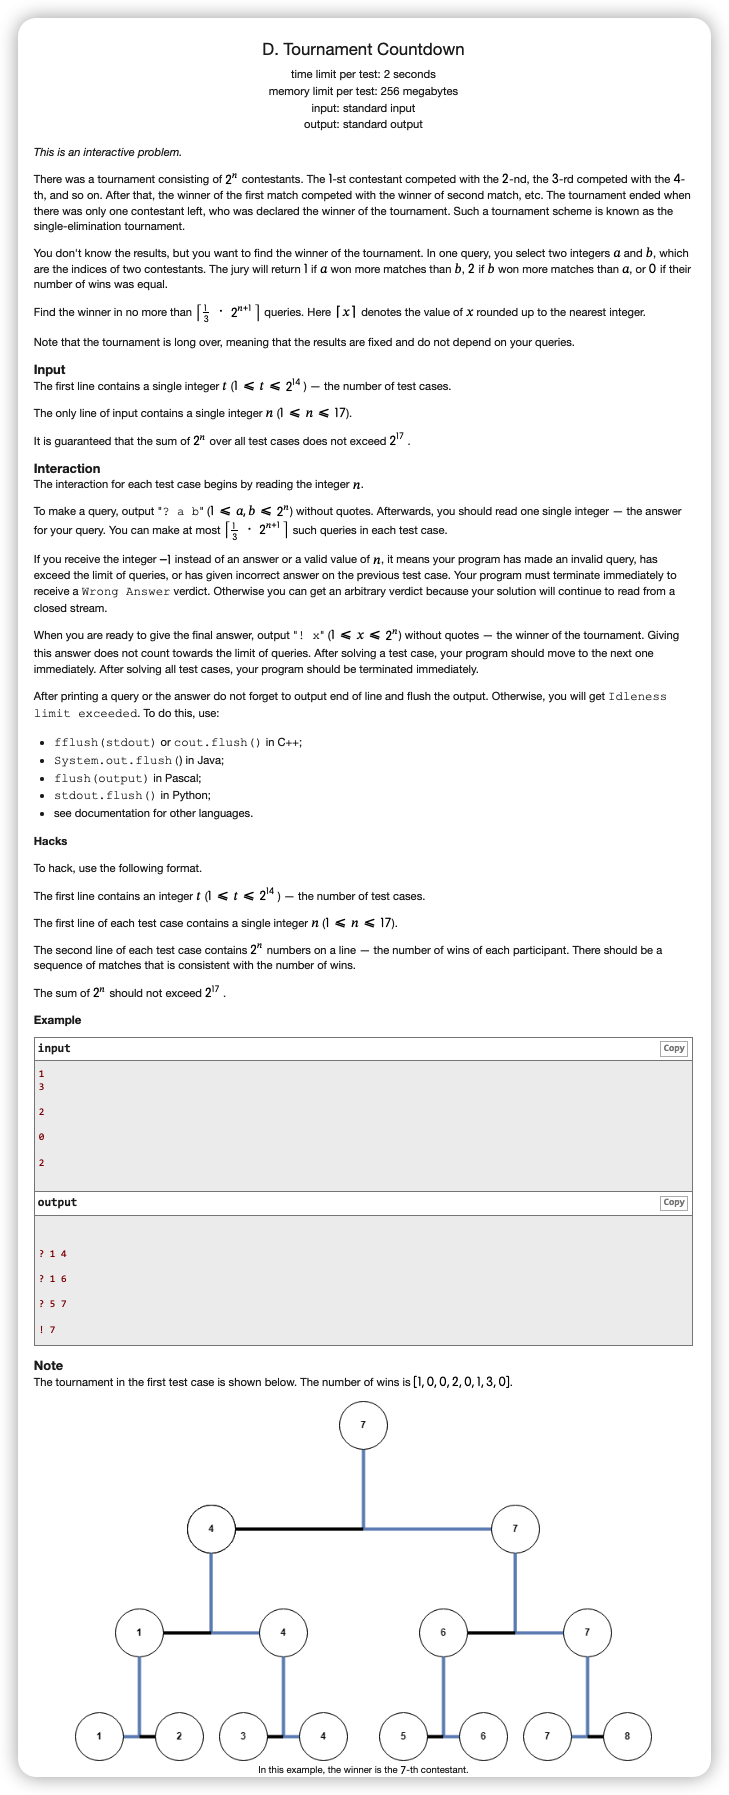 D. Tournament Countdown
time limit per test: 2 seconds
memory limit per test: 256 megabytes
input: standard input
output: standard output
This is an interactive problem.
There was a tournament consisting of 2^n contestants. The 1-st contestant competed with the 2-nd, the 3-rd competed with the 4-
th, and so on. After that, the winner of the first match competed with the winner of second match, etc. The tournament ended when
there was only one contestant left, who was declared the winner of the tournament. Such a tournament scheme is known as the
single-elimination tournament.
You don't know the results, but you want to find the winner of the tournament. In one query, you select two integers a and b, which
are the indices of two contestants. The jury will return 1 if a won more matches than b, 2 if b won more matches than a, or 0 if their
number of wins was equal.
Find the winner in no more than ⌈1/3 · 2^{n+1}⌉ queries. Here ⌈x⌉ denotes the value of x rounded up to the nearest integer.
Note that the tournament is long over, meaning that the results are fixed and do not depend on your queries.
Input
The first line contains a single integer t (1 ⩽ t ⩽ 2^14) — the number of test cases.
The only line of input contains a single integer n (1 ⩽ n ⩽ 17).
It is guaranteed that the sum of 2^n over all test cases does not exceed 2^17 .
Interaction
The interaction for each test case begins by reading the integer n.
To make a query, output "? a b" (1 ⩽ a, b ⩽ 2^n) without quotes. Afterwards, you should read one single integer — the answer
for your query. You can make at most ⌈1/3 · 2^{n+1}⌉ such queries in each test case.
If you receive the integer −1 instead of an answer or a valid value of n, it means your program has made an invalid query, has
exceed the limit of queries, or has given incorrect answer on the previous test case. Your program must terminate immediately to
receive a Wrong Answer verdict. Otherwise you can get an arbitrary verdict because your solution will continue to read from a
closed stream.
When you are ready to give the final answer, output "! x" (1 ⩽ x ⩽ 2^n) without quotes — the winner of the tournament. Giving
this answer does not count towards the limit of queries. After solving a test case, your program should move to the next one
immediately. After solving all test cases, your program should be terminated immediately.
After printing a query or the answer do not forget to output end of line and flush the output. Otherwise, you will get Idleness
limit exceeded. To do this, use:
• fflush(stdout) or cout.flush() in C++;
• System.out.flush () in Java;
• flush(output) in Pascal;
• stdout.flush() in Python;
• see documentation for other languages.
Hacks
To hack, use the following format.
The first line contains an integer t (1 ⩽ t ⩽ 2^14) — the number of test cases.
The first line of each test case contains a single integer n (1 ⩽ n ⩽ 17).
The second line of each test case contains 2^n numbers on a line — the number of wins of each participant. There should be a
sequence of matches that is consistent with the number of wins.
The sum of 2^n should not exceed 2^17 .
Example
input Copy
1
3
2
0
2
output Copy
? 1 4
? 1 6
? 5 7
! 7
Note
The tournament in the first test case is shown below. The number of wins is [1, 0, 0, 2, 0, 1, 3, 0].
7
4 7
1 4 6 7
1 2 3 4 5 6 7 8
In this example, the winner is the 7-th contestant.